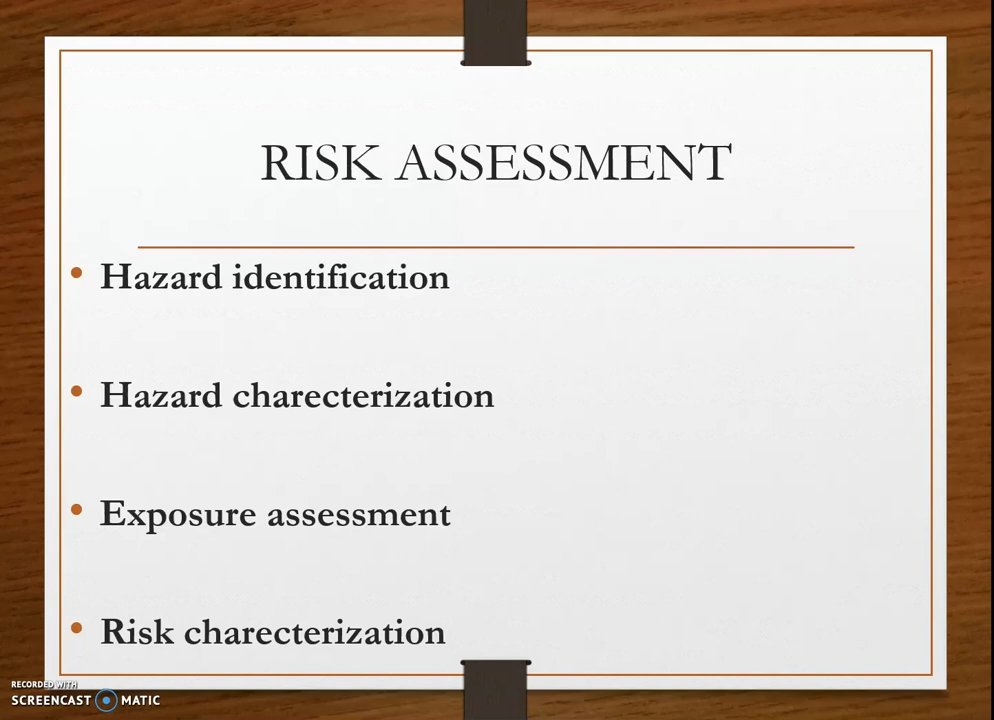 RISK ASSESSMENT
• Hazard identification
• Hazard charecterization
• Exposure assessment
• Risk charecterization
RECORDED WITH
SCREENCAST MATIC